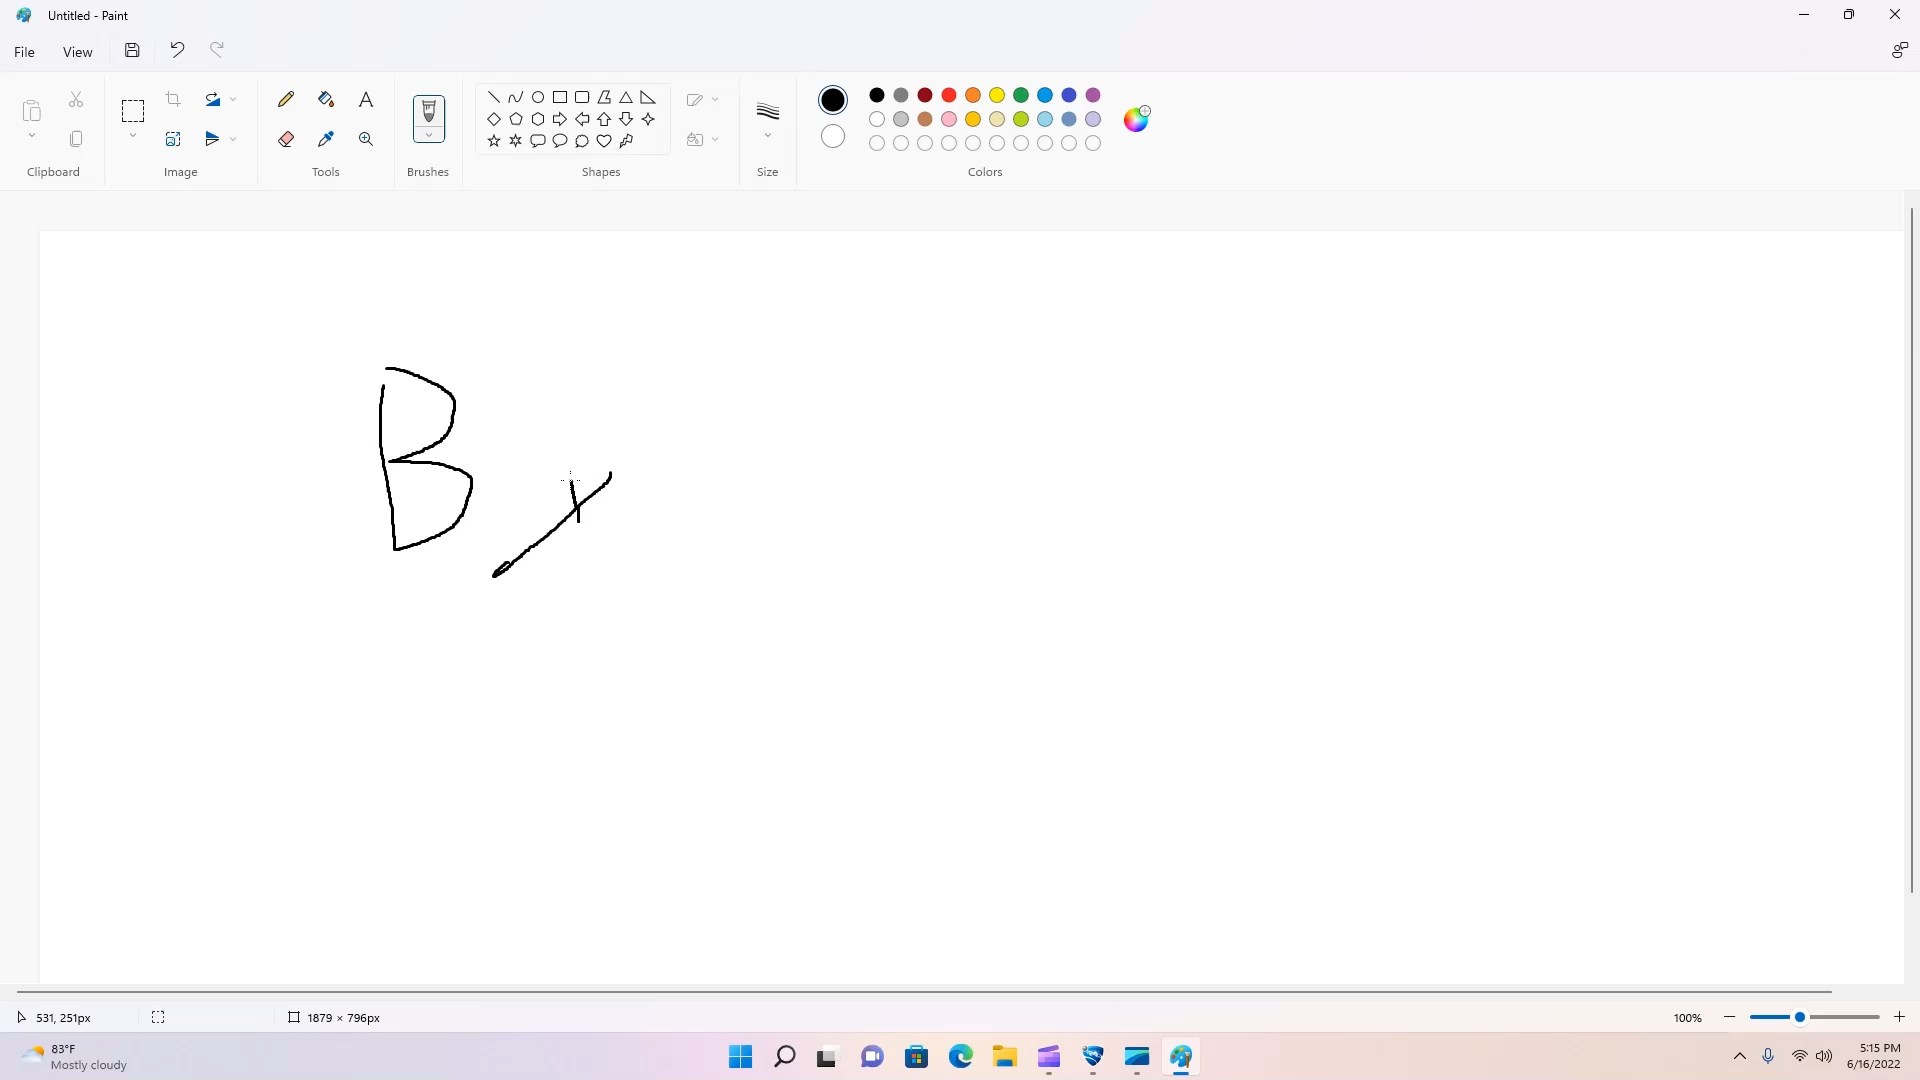 Untitled - Paint
File View
Clipboard Image Tools Brushes Shapes Size Colors
B
531, 251px 1879 × 796px 100%
83°F
Mostly cloudy
5:15 PM
6/16/2022